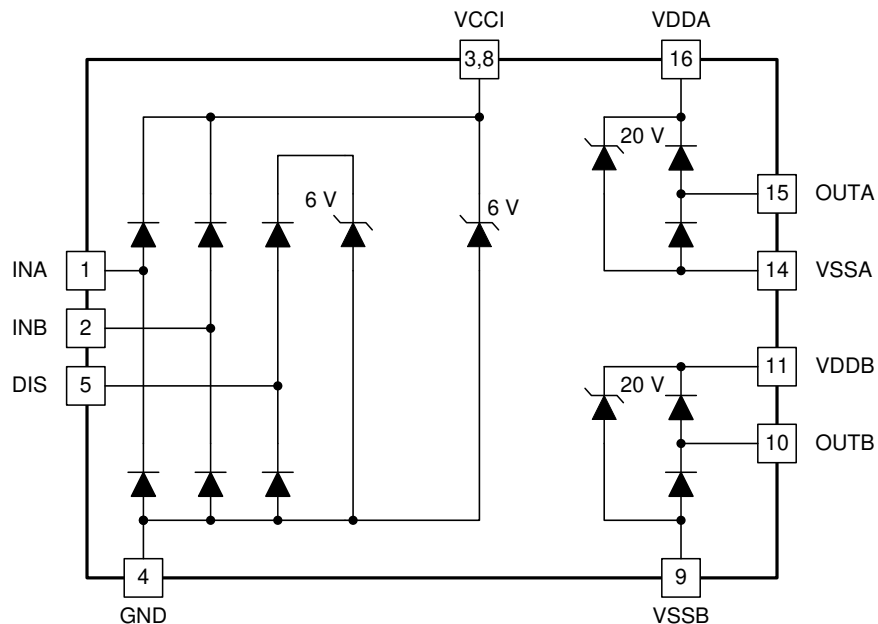 VCCI VDDA
3,8 16
20 V
15 OUTA
6 V 6 V
INA 1 14 VSSA
INB 2
11 VDDB
DIS 5 20 V
10 OUTB
4 9
GND VSSB